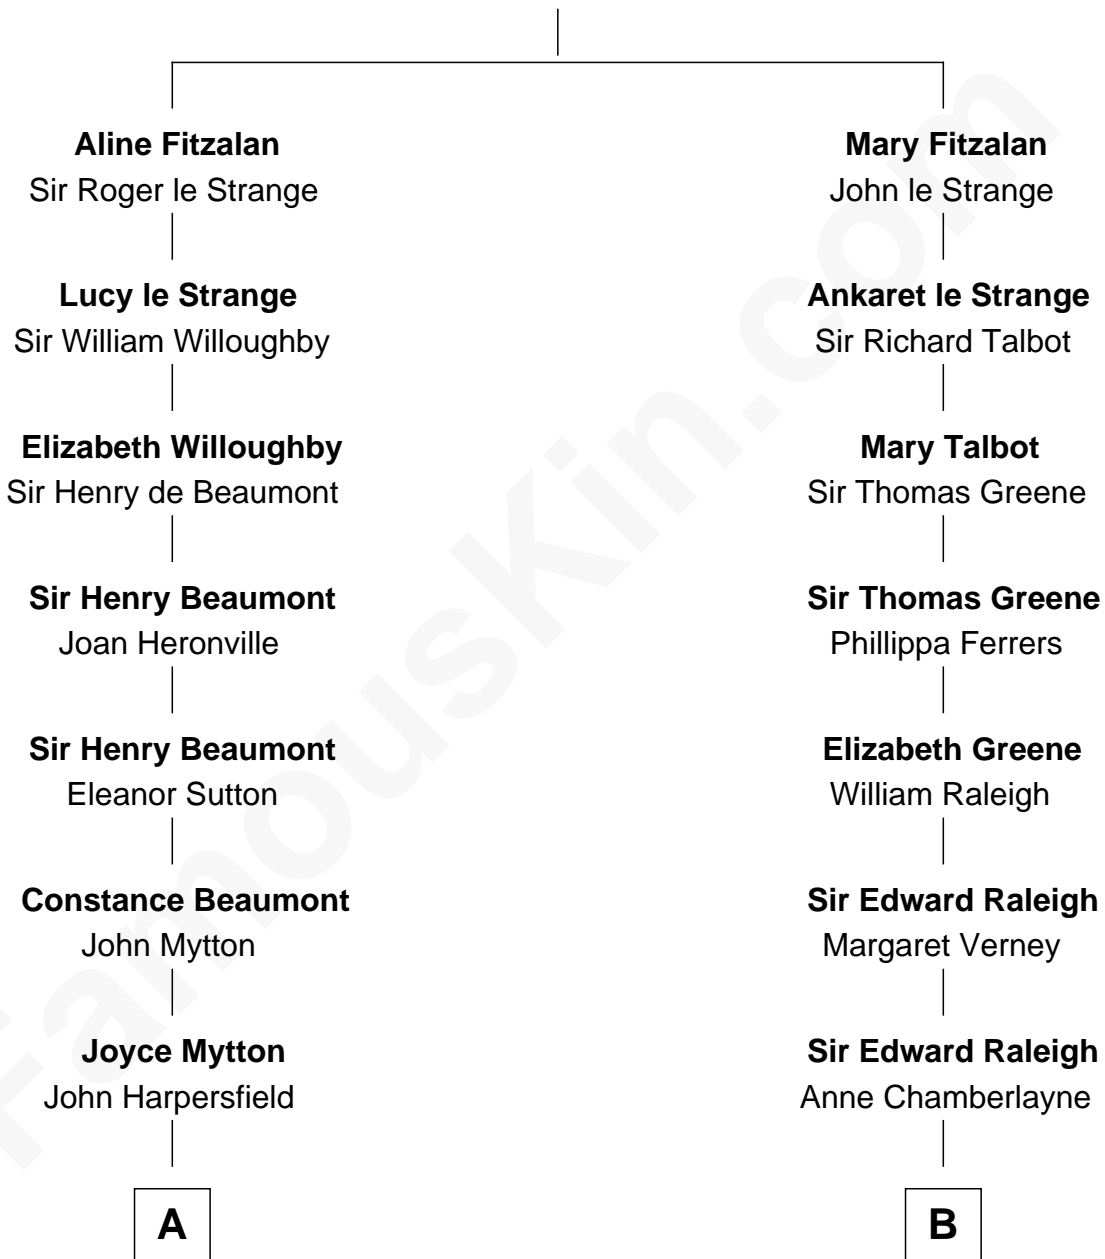 Aline Fitzalan
Sir Roger le Strange
Lucy le Strange
Sir William Willoughby
Elizabeth Willoughby
Sir Henry de Beaumont
Sir Henry Beaumont
Joan Heronville
Sir Henry Beaumont
Eleanor Sutton
Constance Beaumont
John Mytton
Joyce Mytton
John Harpersfield
A
Mary Fitzalan
John le Strange
Ankaret le Strange
Sir Richard Talbot
Mary Talbot
Sir Thomas Greene
Sir Thomas Greene
Phillippa Ferrers
Elizabeth Greene
William Raleigh
Sir Edward Raleigh
Margaret Verney
Sir Edward Raleigh
Anne Chamberlayne
B
FamousKin.com